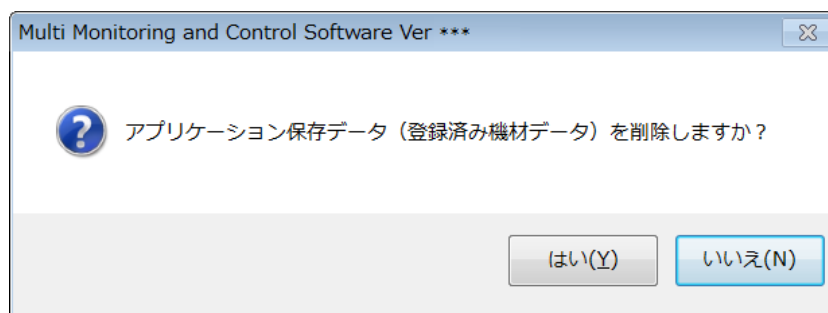 Multi Monitoring and Control Software Ver ***
アプリケーション保存データ（登録済み機材データ）を削除しますか？
はい(Y)
いいえ(N)